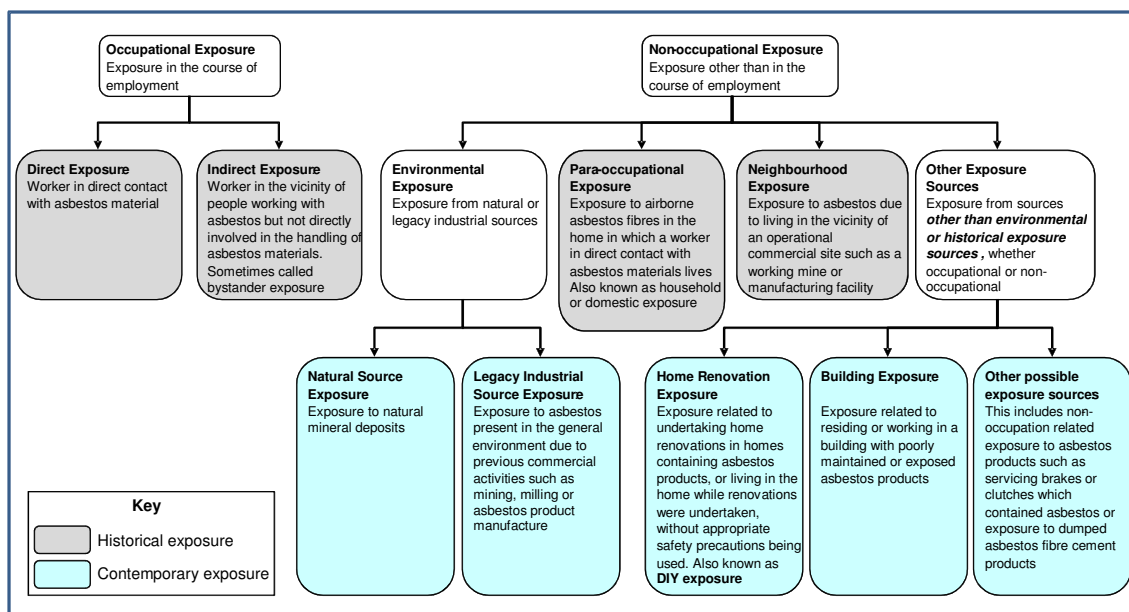 Occupational Exposure
Exposure in the course of
employment
Non-occupational Exposure
Exposure other than in the
course of employment
Direct Exposure
Worker in direct contact
with asbestos material
Indirect Exposure
Worker in the vicinity of
people working with
asbestos but not directly
involved in the handling of
asbestos materials.
Sometimes called
bystander exposure
Environmental
Exposure
Exposure from natural or
legacy industrial sources
Para-occupational
Exposure
Exposure to airborne
asbestos fibres in the
home in which a worker
in direct contact with
asbestos materials lives
Also known as household
or domestic exposure
Neighbourhood
Exposure
Exposure to asbestos due
to living in the vicinity of
an operational
commercial site such as a
working mine or
manufacturing facility
Other Exposure
Sources
Exposure from sources
other than environmental
or historical exposure
sources , whether
occupational or non-
occupational
Natural Source
Exposure
Exposure to natural
mineral deposits
Legacy Industrial
Source Exposure
Exposure to asbestos
present in the general
environment due to
previous commercial
activities such as
mining, milling or
asbestos product
manufacture
Home Renovation
Exposure
Exposure related to
undertaking home
renovations in homes
containing asbestos
products, or living in the
home while renovations
were undertaken,
without appropriate
safety precautions being
used. Also known as
DIY exposure
Building Exposure
Exposure related to
residing or working in a
building with poorly
maintained or exposed
asbestos products
Other possible
exposure sources
This includes non-
occupation related
exposure to asbestos
products such as
servicing brakes or
clutches which
contained asbestos or
exposure to dumped
asbestos fibre cement
products
Key
Historical exposure
Contemporary exposure